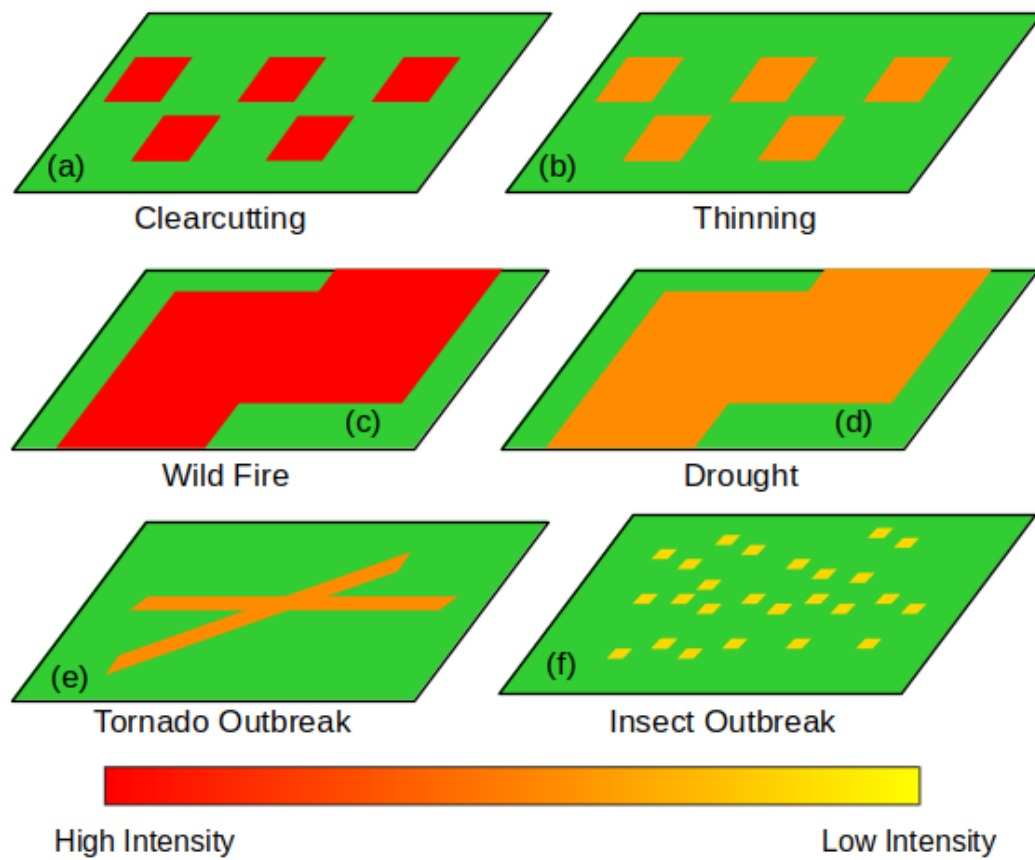 (a)
(b)
Clearcutting
Thinning
(c)
(d)
Wild Fire
Drought
(e)
(f)
Tornado Outbreak
Insect Outbreak
High Intensity
Low Intensity